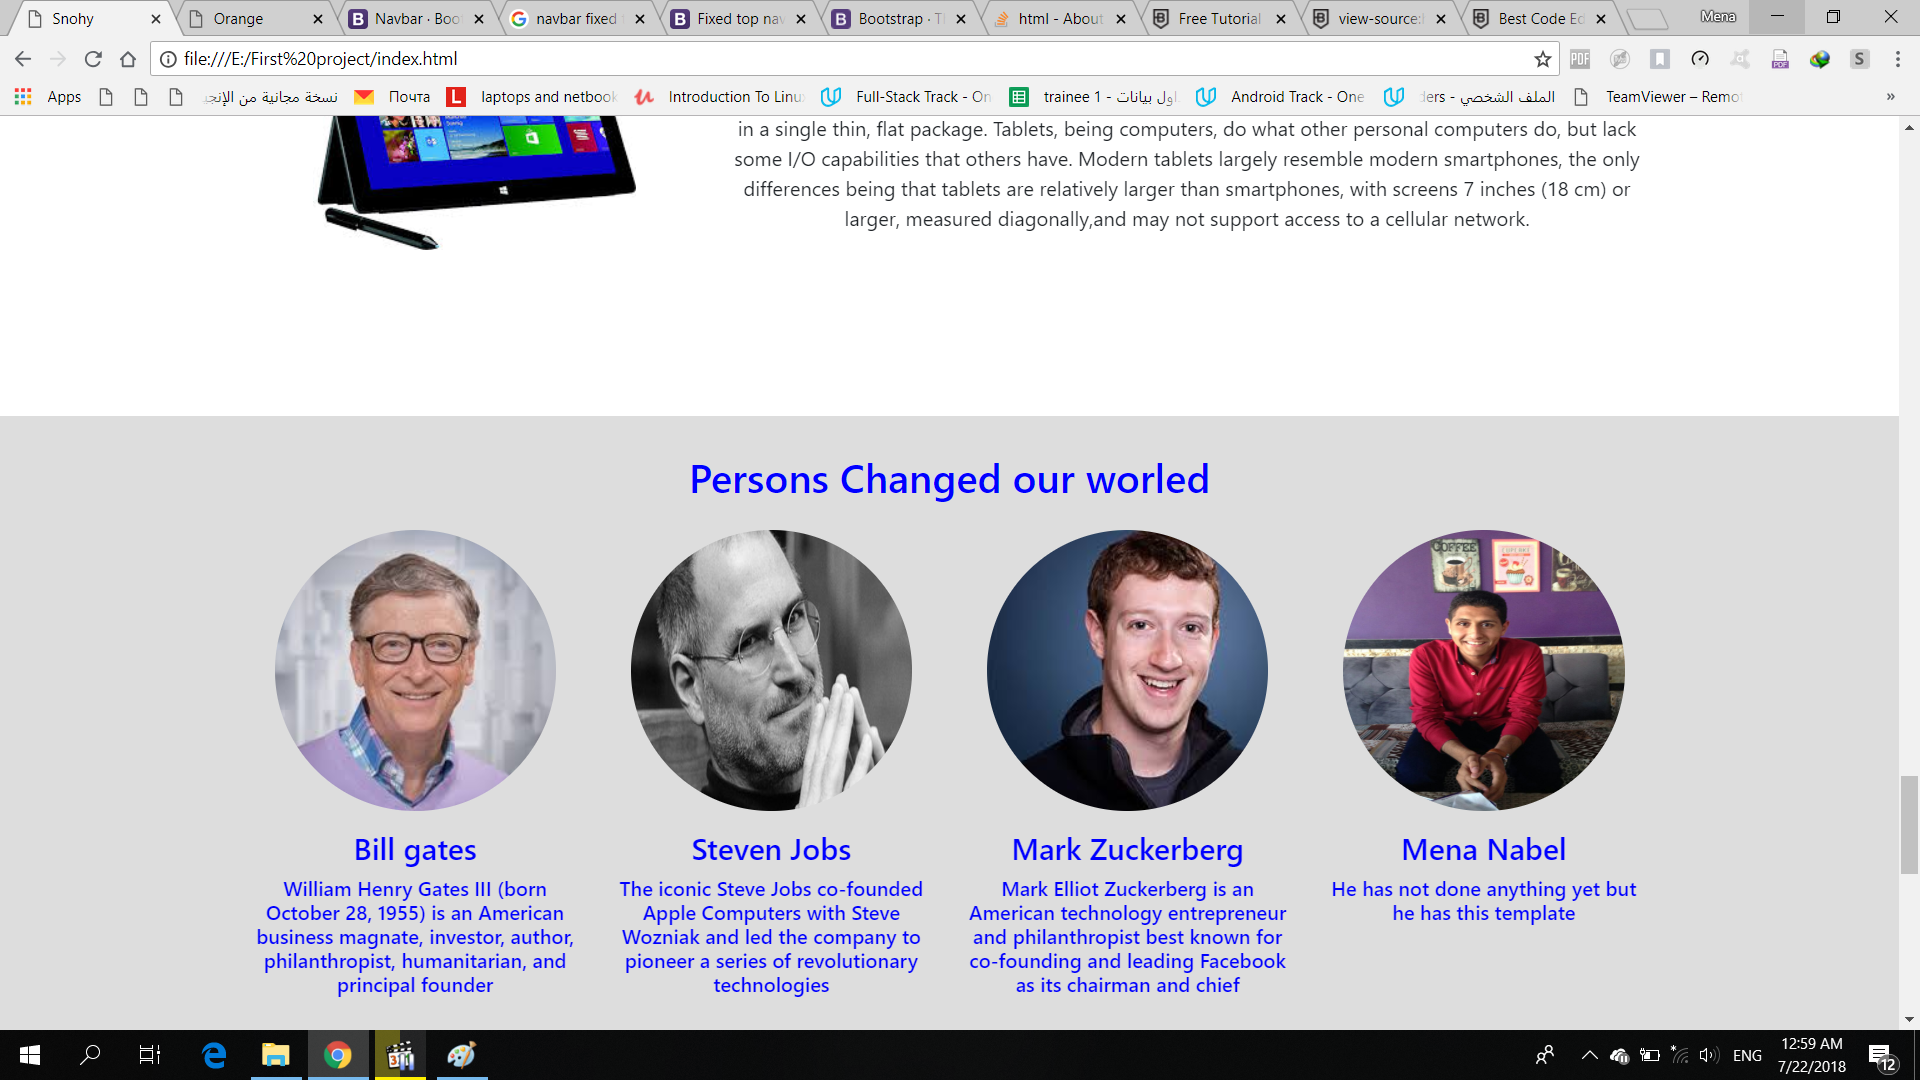 Snohy
Orange
Navbar · Boo
navbar fixed
Fixed top nav
Bootstrap · T
html - About
Free Tutorial
view-source:
Best Code Ed
Mena
file:///E:/First%20project/index.html
Apps
نسخة مجانية من الإنج
Почта
laptops and netbook
Introduction To Linu
Full-Stack Track - On
trainee 1 - اول بيانات
Android Track - One
الملف الشخصي - ders
TeamViewer – Remo
»
in a single thin, flat package. Tablets, being computers, do what other personal computers do, but lack
some I/O capabilities that others have. Modern tablets largely resemble modern smartphones, the only
differences being that tablets are relatively larger than smartphones, with screens 7 inches (18 cm) or
larger, measured diagonally,and may not support access to a cellular network.
Persons Changed our worled
COFFEE
Bill gates
William Henry Gates III (born
October 28, 1955) is an American
business magnate, investor, author,
philanthropist, humanitarian, and
principal founder
Steven Jobs
The iconic Steve Jobs co-founded
Apple Computers with Steve
Wozniak and led the company to
pioneer a series of revolutionary
technologies
Mark Zuckerberg
Mark Elliot Zuckerberg is an
American technology entrepreneur
and philanthropist best known for
co-founding and leading Facebook
as its chairman and chief
Mena Nabel
He has not done anything yet but
he has this template
ENG
12:59 AM
7/22/2018
12